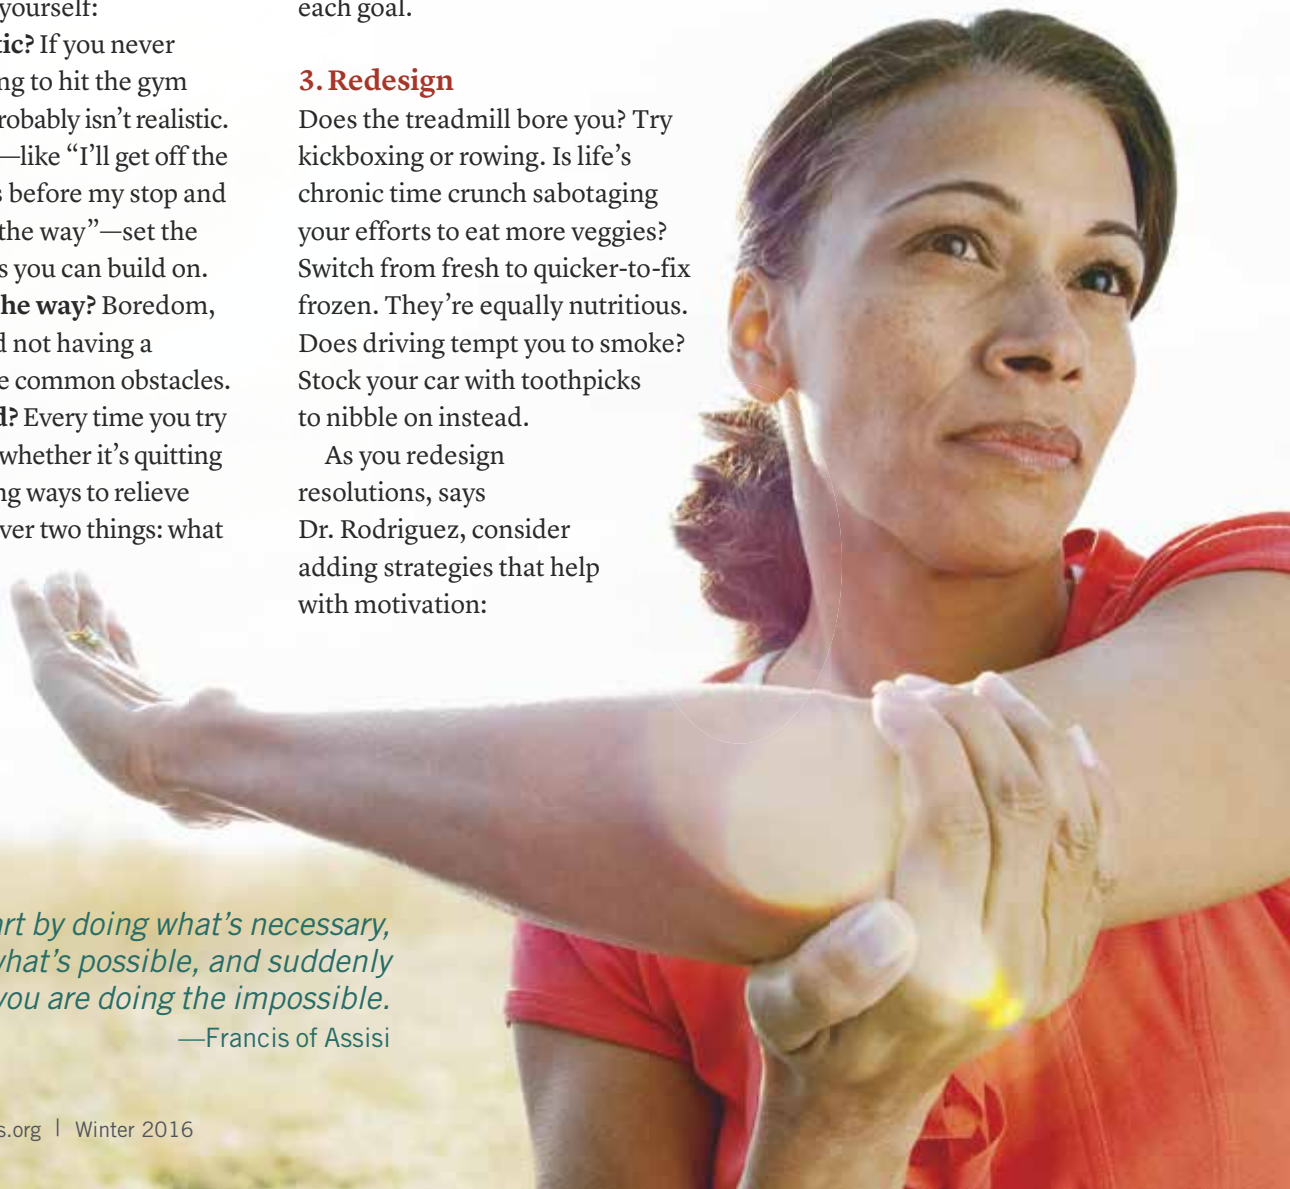 yourself:
tic? If you never
ng to hit the gym
robably isn’t realistic.
—like “I’ll get off the
s before my stop and
the way”—set the
s you can build on.
he way? Boredom,
d not having a
e common obstacles.
d? Every time you try
whether it’s quitting
ng ways to relieve
ver two things: what
each goal.
3. Redesign
Does the treadmill bore you? Try
kickboxing or rowing. Is life’s
chronic time crunch sabotaging
your efforts to eat more veggies?
Switch from fresh to quicker-to-fix
frozen. They’re equally nutritious.
Does driving tempt you to smoke?
Stock your car with toothpicks
to nibble on instead.
As you redesign
resolutions, says
Dr. Rodriguez, consider
adding strategies that help
with motivation:
art by doing what’s necessary,
what’s possible, and suddenly
you are doing the impossible.
—Francis of Assisi
s.org | Winter 2016